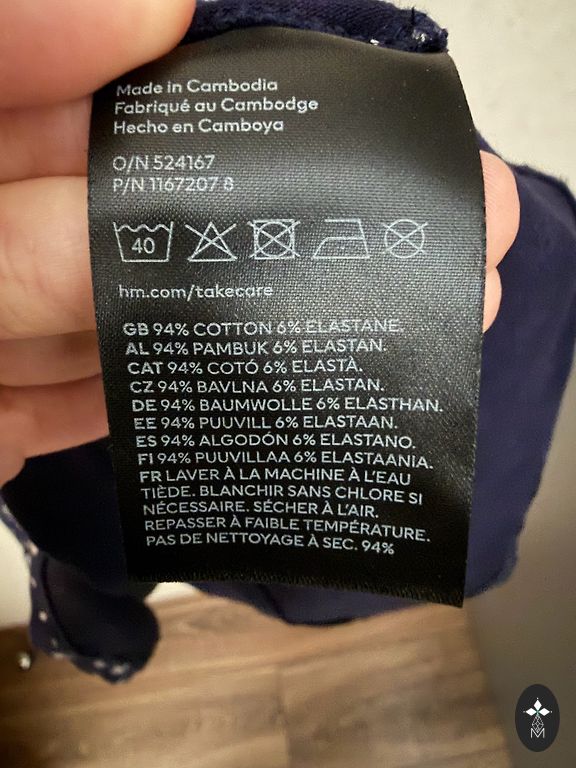 Made in Cambodia
Fabriqué au Cambodge
Hecho en Camboya
O/N 524167
P/N 1167207 8
40
hm.com/takecare
GB 94% COTTON 6% ELASTANE.
AL 94% PAMBUK 6% ELASTAN.
CAT 94% COTÓ 6% ELASTÀ.
CZ 94% BAVLNA 6% ELASTAN.
DE 94% BAUMWOLLE 6% ELASTHAN.
EE 94% PUUVILL 6% ELASTAAN.
ES 94% ALGODÓN 6% ELASTANO.
FI 94% PUUVILLAA 6% ELASTAANIA.
FR LAVER À LA MACHINE À L'EAU
TIÈDE. BLANCHIR SANS CHLORE SI
NÉCESSAIRE. SÉCHER À L'AIR.
REPASSER À FAIBLE TEMPÉRATURE.
PAS DE NETTOYAGE À SEC. 94%
M